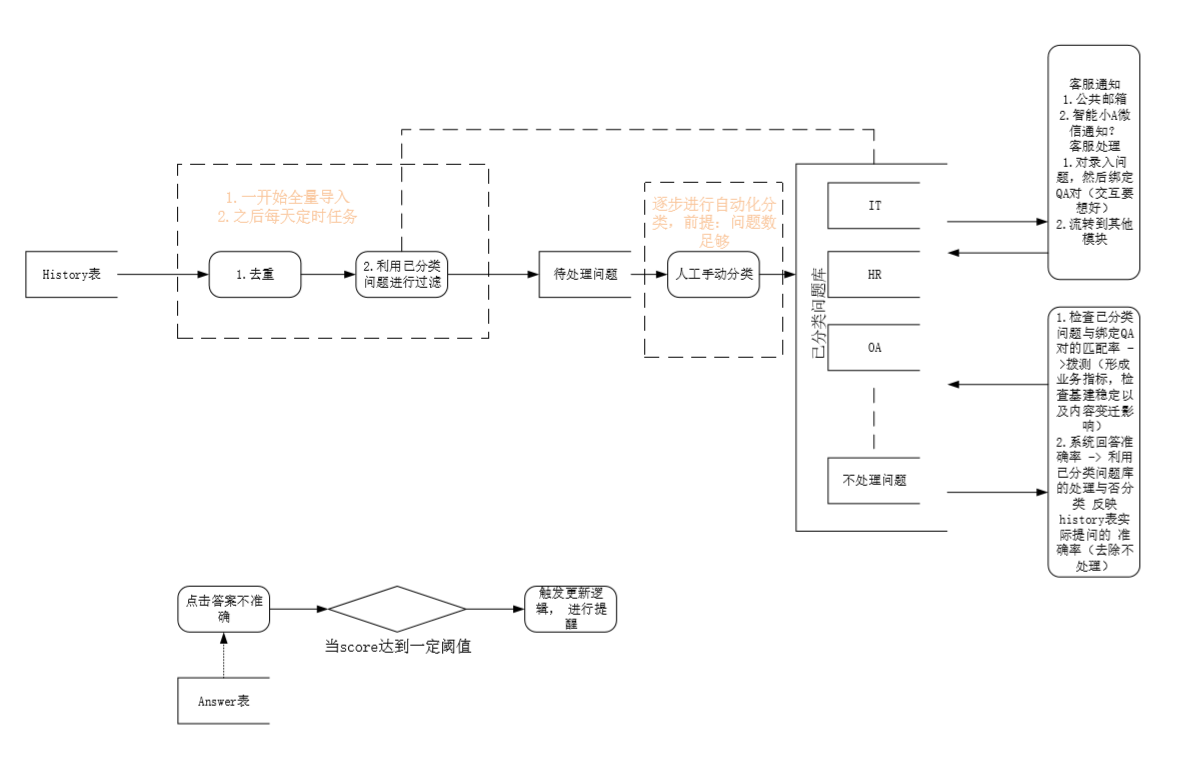 客服通知
1.公共邮箱
2.智能小A微
信通知?
客服处理
1.对录入问
题，然后绑定
QA对（交互要
想好）
2.流转到其他
模块
1.一开始全量导入
2.之后每天定时任务
逐步进行自动化分
类，前提：问题数
足够
IT
History表
1.去重
2.利用已分类
问题进行过滤
待处理问题
人工手动分类
已分类问题库
HR
OA
不处理问题
1.检查已分类
问题与绑定QA
对的匹配率 -
>拨测（形成
业务指标，检
查基建稳定以
及内容变迁影
响）
2.系统回答准
确率 -> 利用
已分类问题库
的处理与否分
类 反映
history表实
际提问的 准
确率（去除不
处理）
点击答案不准
确
当score达到一定阈值
触发更新逻
辑， 进行提
醒
Answer表